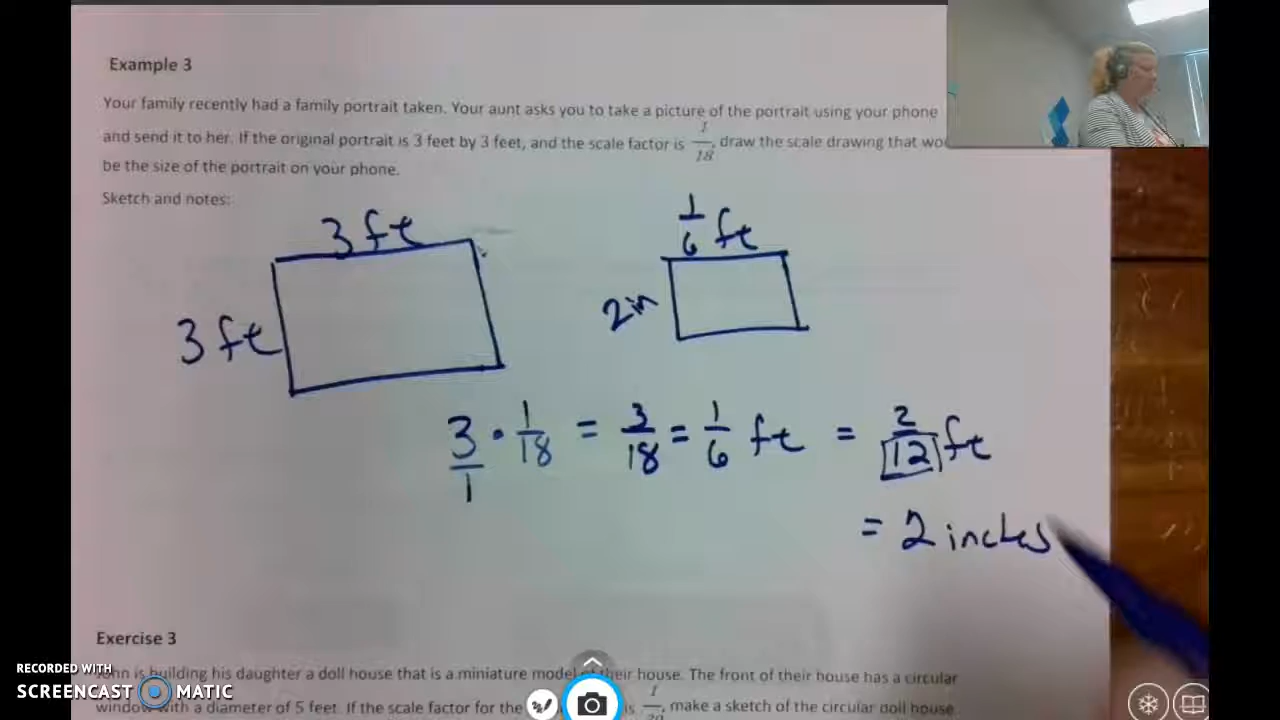 Example 3
Your family recently had a family portrait taken. Your aunt asks you to take a picture of the portrait using your phone
and send it to her. If the original portrait is 3 feet by 3 feet, and the scale factor is 1/18, draw the scale drawing that
be the size of the portrait on your phone.
Sketch and notes:
3 ft
1/6 ft
3 ft
2 in
3/1 · 1/18 = 3/18 = 1/6 ft = 2/12 ft
= 2 inches
Exercise 3
John is building his daughter a doll house that is a miniature model of their house. The front of their house has a circular
window with a diameter of 5 feet. If the scale factor for the make a sketch of the circular doll house
RECORDED WITH
SCREENCAST MATIC